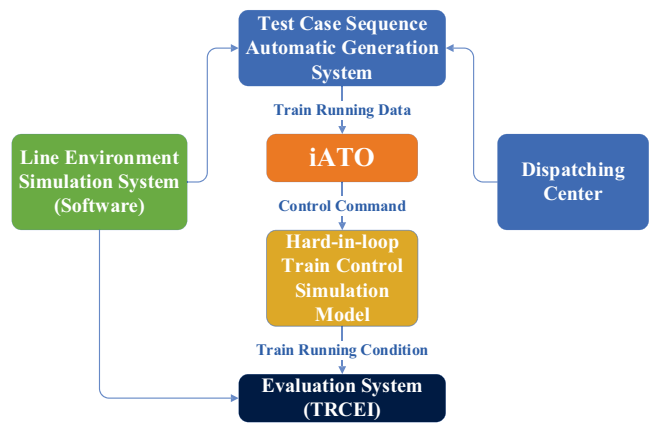 Test Case Sequence
Automatic Generation
System
Train Running Data
Line Environment
Simulation System
(Software)
iATO
Dispatching
Center
Control Command
Hard-in-loop
Train Control
Simulation
Model
Train Running Condition
Evaluation System
(TRCEI)